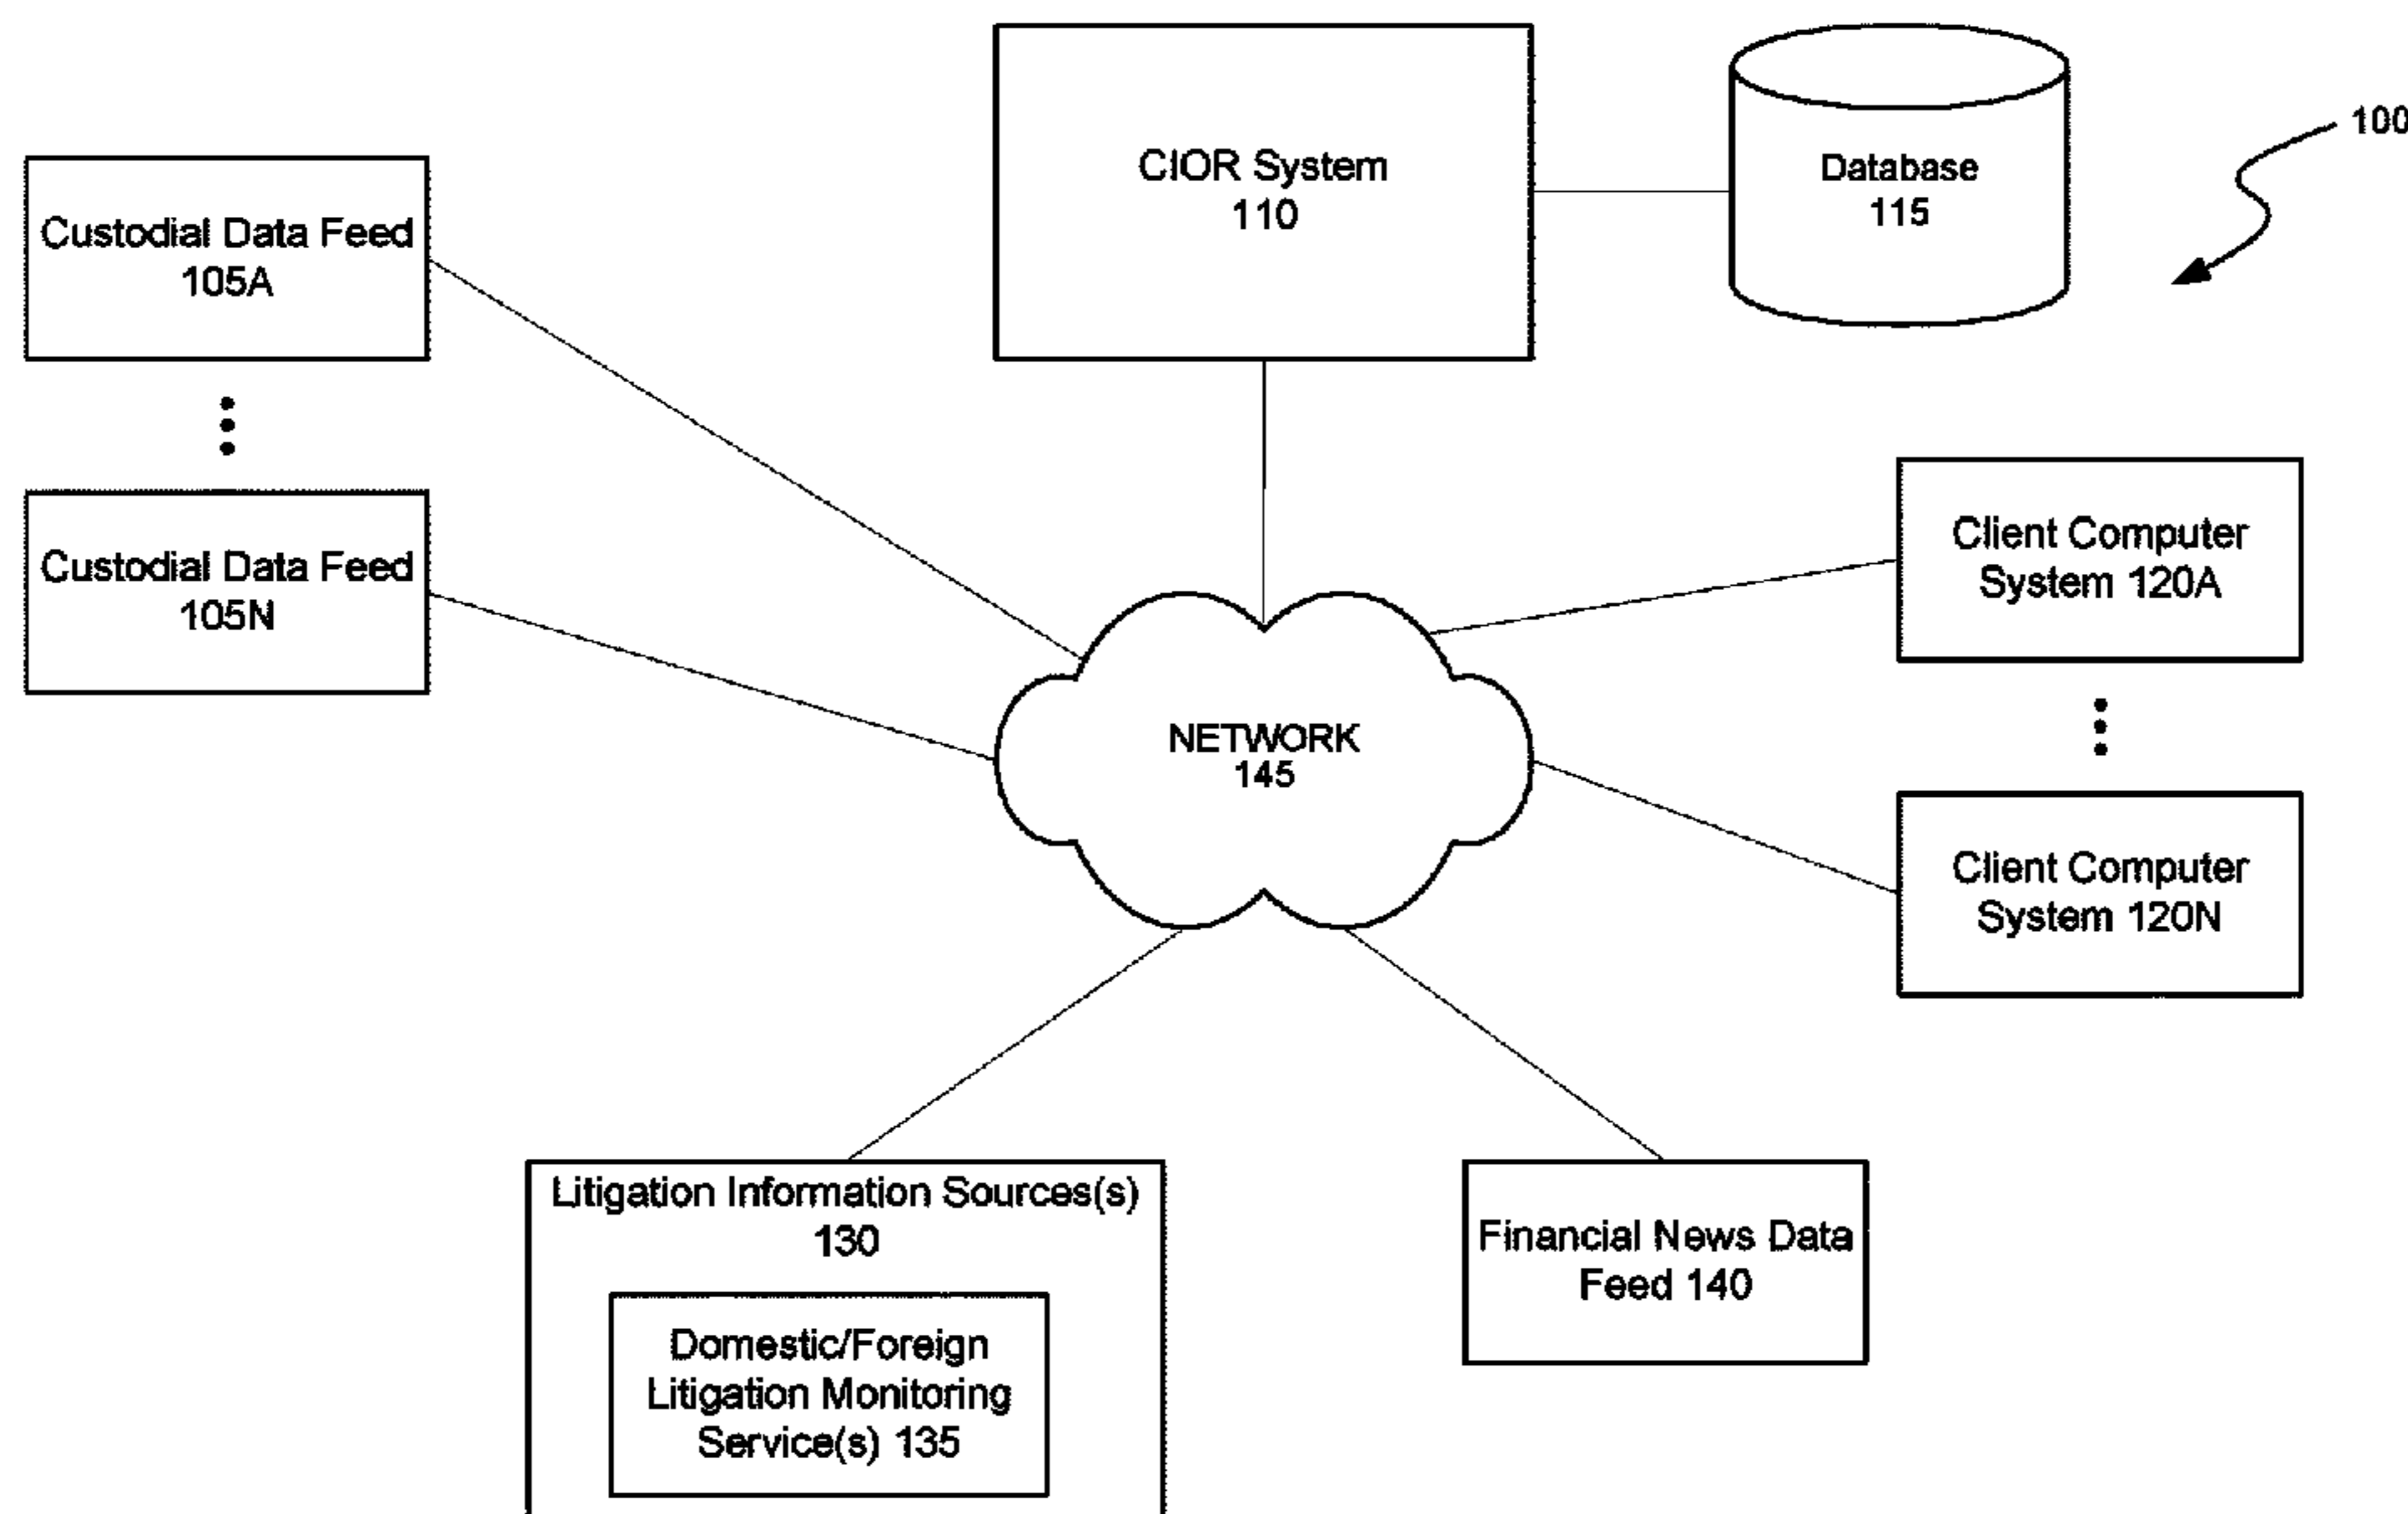 CIOR System
110
Database
115
100
Custodial Data Feed
105A
Custodial Data Feed
105N
Client Computer
System 120A
NETWORK
145
Client Computer
System 120N
Litigation Information Sources(s)
130
Domestic/Foreign
Litigation Monitoring
Service(s) 135
Financial News Data
Feed 140